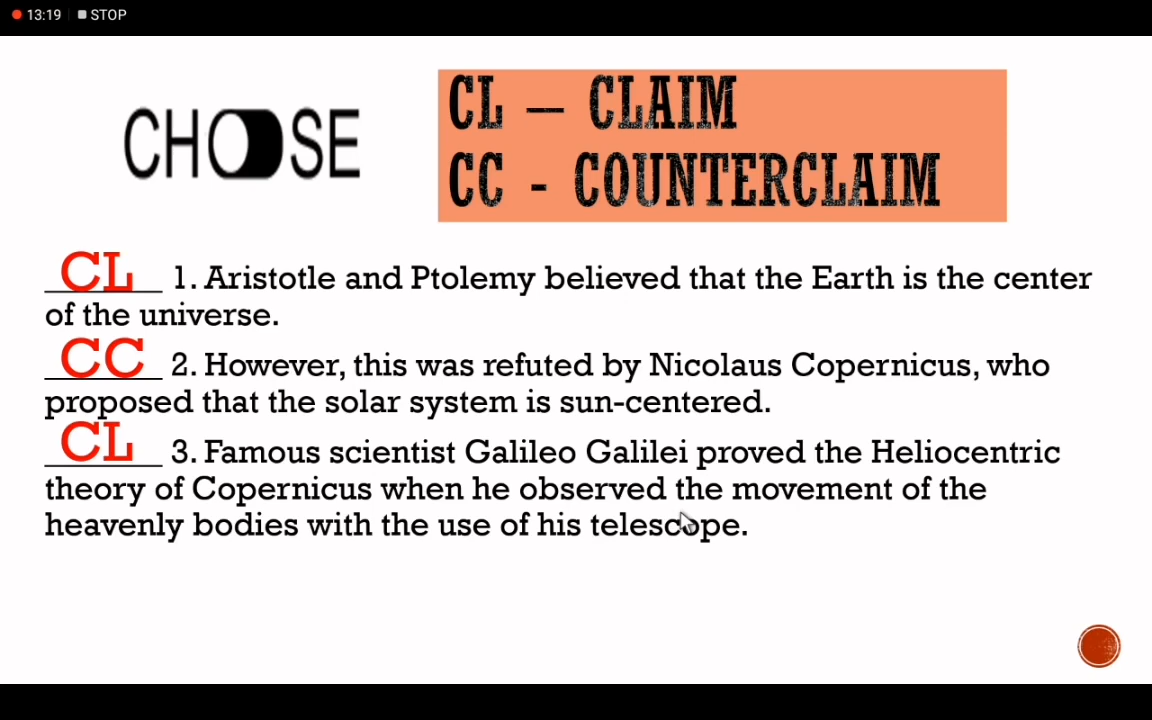 13:19 STOP
CHOOSE
CL – CLAIM
CC - COUNTERCLAIM
CL 1. Aristotle and Ptolemy believed that the Earth is the center
of the universe.
CC 2. However, this was refuted by Nicolaus Copernicus, who
proposed that the solar system is sun-centered.
CL 3. Famous scientist Galileo Galilei proved the Heliocentric
theory of Copernicus when he observed the movement of the
heavenly bodies with the use of his telescope.